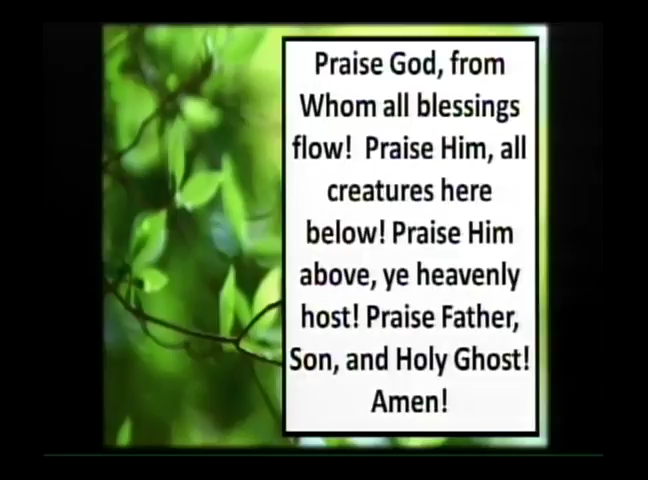 Praise God, from
Whom all blessings
flow!  Praise Him, all
creatures here
below! Praise Him
above, ye heavenly
host! Praise Father,
Son, and Holy Ghost!
Amen!